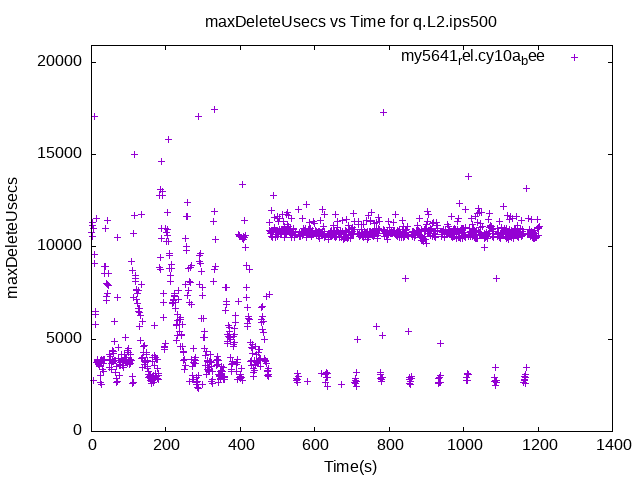 maxDeleteUsecs vs Time for q.L2.ips500
my5641rel.cy10abee
20000
15000
10000
5000
0
maxDeleteUsecs
0 200 400 600 800 1000 1200 1400
Time(s)